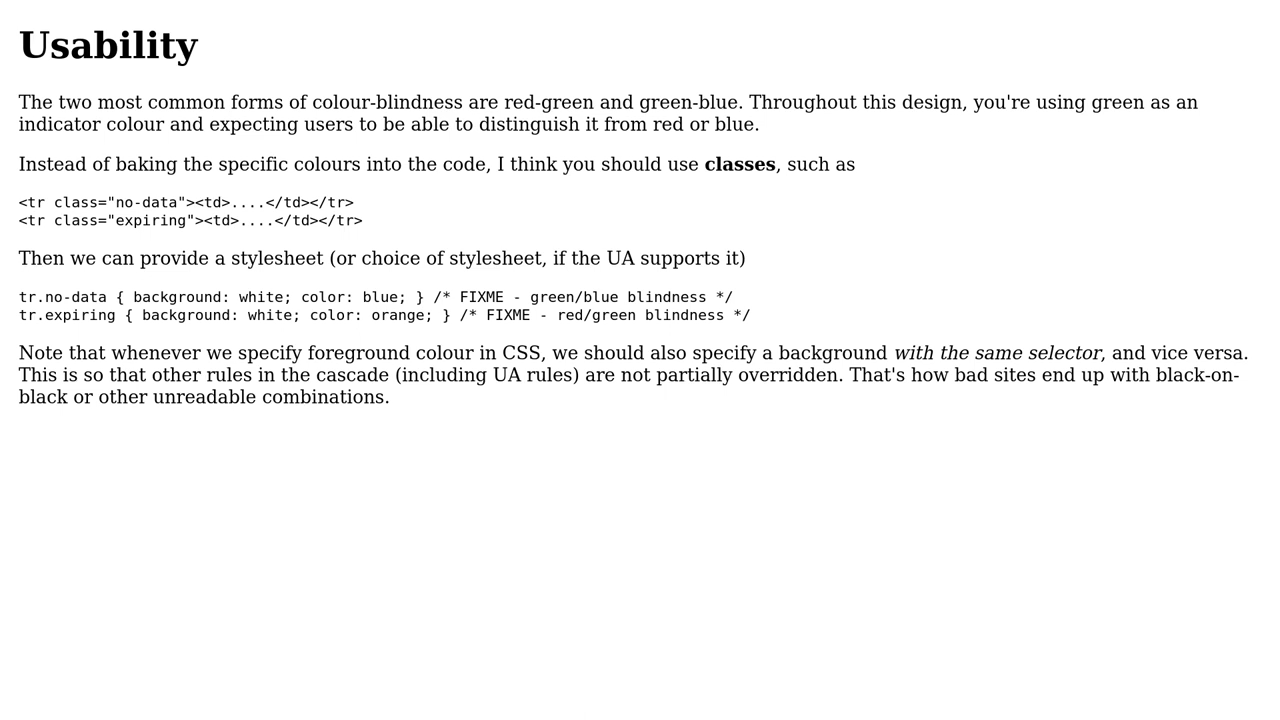 Usability
The two most common forms of colour-blindness are red-green and green-blue. Throughout this design, you're using green as an
indicator colour and expecting users to be able to distinguish it from red or blue.
Instead of baking the specific colours into the code, I think you should use classes, such as
<tr class="no-data"><td>....</td></tr>
<tr class="expiring"><td>....</td></tr>
Then we can provide a stylesheet (or choice of stylesheet, if the UA supports it)
tr.no-data { background: white; color: blue; } /* FIXME - green/blue blindness */
tr.expiring { background: white; color: orange; } /* FIXME - red/green blindness */
Note that whenever we specify foreground colour in CSS, we should also specify a background with the same selector, and vice versa.
This is so that other rules in the cascade (including UA rules) are not partially overridden. That's how bad sites end up with black-on-
black or other unreadable combinations.